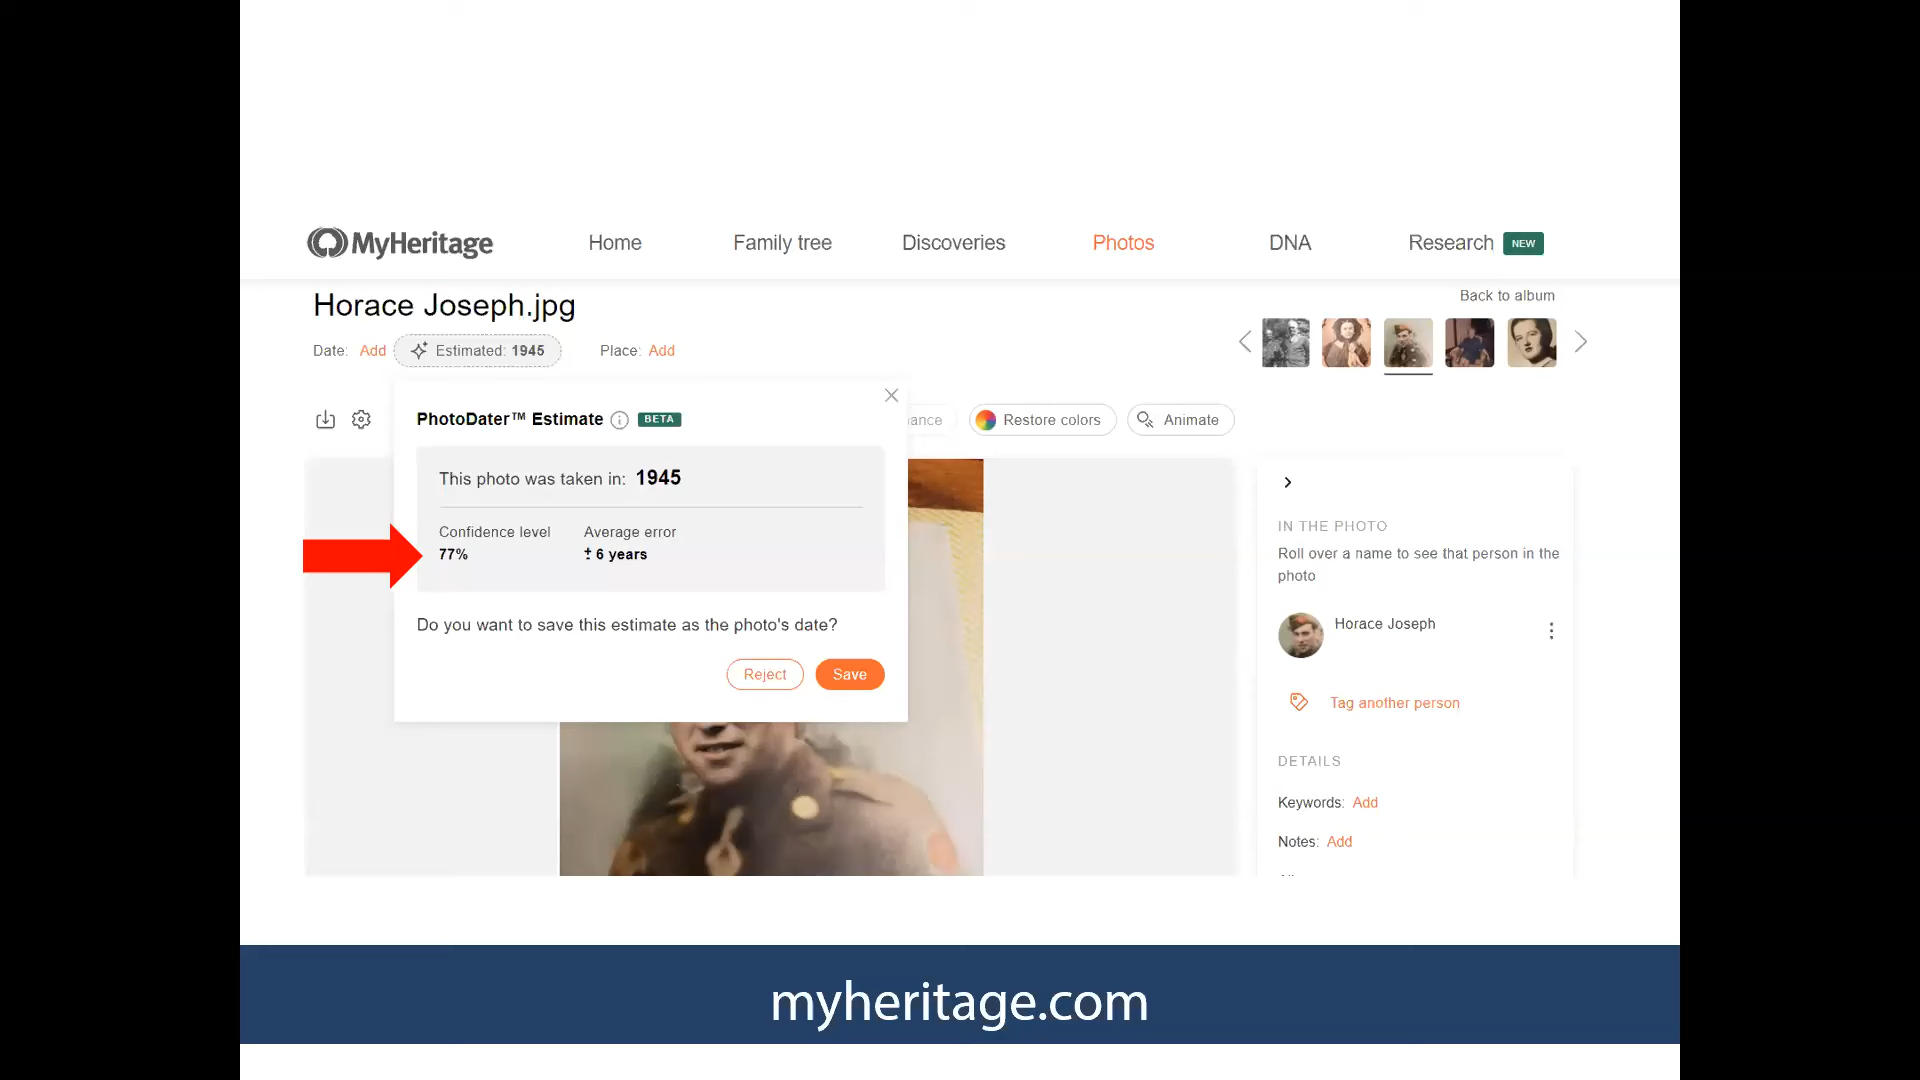 MyHeritage Home Family tree Discoveries Photos DNA Research NEW
Horace Joseph.jpg
Back to album
Date: Add Estimated: 1945 Place: Add
PhotoDater™ Estimate BETA
Restore colors Animate
This photo was taken in: 1945
Confidence level Average error
77% ± 6 years
Do you want to save this estimate as the photo's date?
Reject Save
IN THE PHOTO
Roll over a name to see that person in the
photo
Horace Joseph
Tag another person
DETAILS
Keywords: Add
Notes: Add
myheritage.com